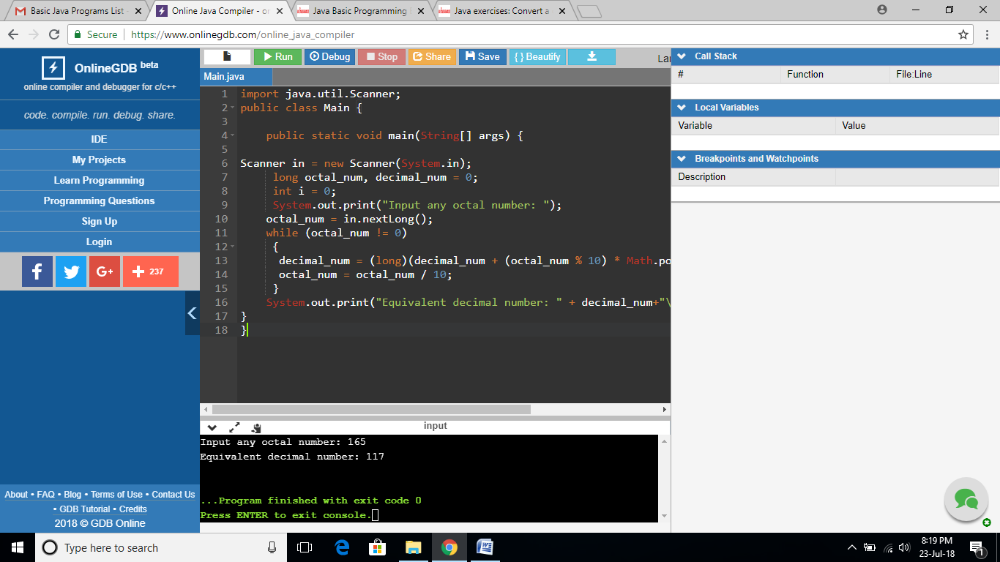 Basic Java Programs List -
Online Java Compiler - on
Java Basic Programming
Java exercises: Convert a
Secure
https://www.onlinegdb.com/online_java_compiler
OnlineGDB beta
online compiler and debugger for c/c++
code. compile. run. debug. share.
IDE
My Projects
Learn Programming
Programming Questions
Sign Up
Login
f
G+
237
About • FAQ • Blog • Terms of Use • Contact Us
• GDB Tutorial • Credits
2018 © GDB Online
Run Debug Stop Share Save { } Beautify Lar
Main.java
1 import java.util.Scanner;
2 public class Main {
3
4 public static void main(String[] args) {
5
6 Scanner in = new Scanner(System.in);
7 long octal_num, decimal_num = 0;
8 int i = 0;
9 System.out.print("Input any octal number: ");
10 octal_num = in.nextLong();
11 while (octal_num != 0)
12 {
13 decimal_num = (long)(decimal_num + (octal_num % 10) * Math.po
14 octal_num = octal_num / 10;
15 }
16 System.out.print("Equivalent decimal number: " + decimal_num+"\
17 }
18 }
input
Input any octal number: 165
Equivalent decimal number: 117
...Program finished with exit code 0
Press ENTER to exit console.
Call Stack
# Function File:Line
Local Variables
Variable Value
Breakpoints and Watchpoints
Description
Type here to search
8:19 PM
23-Jul-18
1